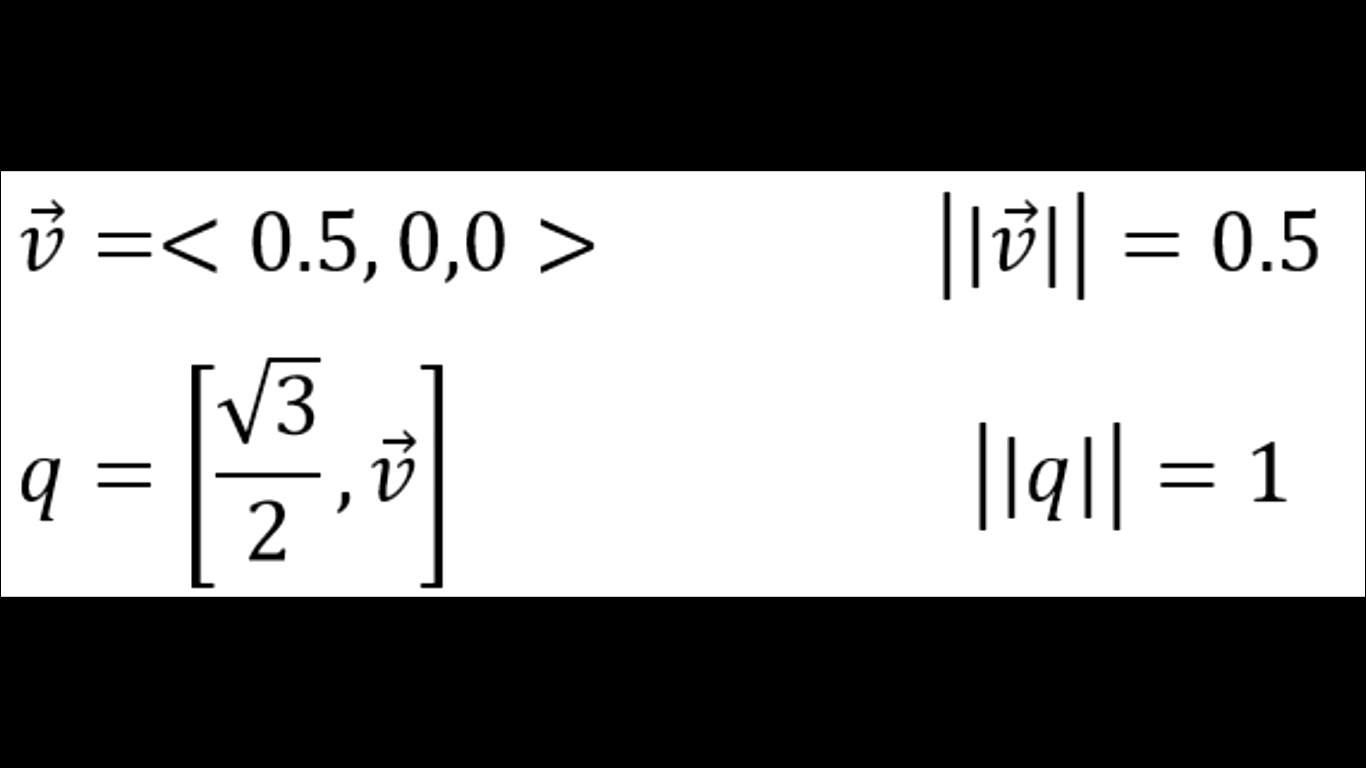 v⃗ =< 0.5, 0,0 > ||v⃗|| = 0.5
q = [√3/2, v⃗] ||q|| = 1